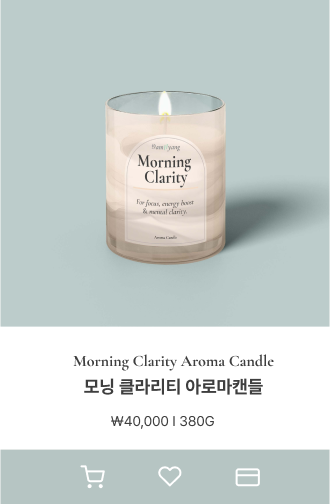 Morning
Clarity
For focus, energy boost
& mental clarity.
Aroma Candle
Morning Clarity Aroma Candle
모닝 클라리티 아로마캔들
₩40,000 I 380G